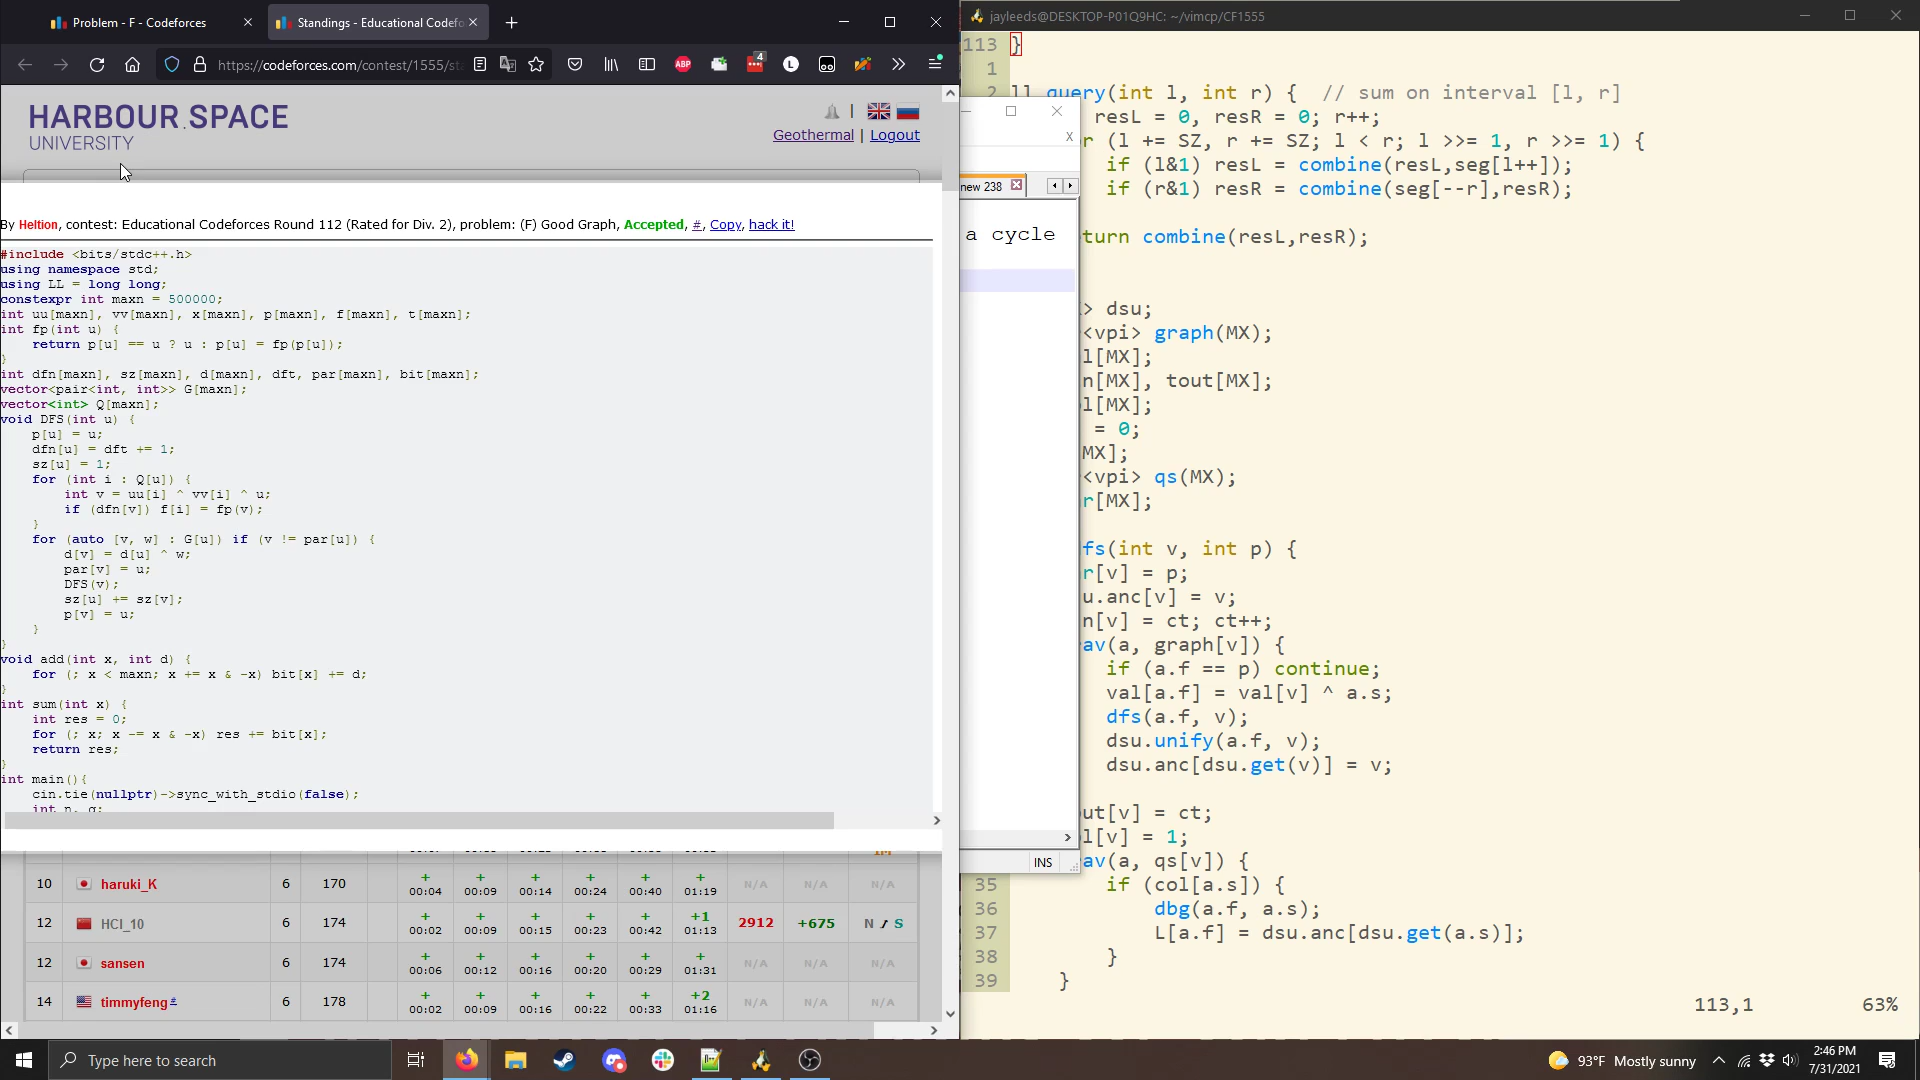 Problem - F - Codeforces
Standings - Educational Codefo
https://codeforces.com/contest/1555/sta
ABP
4
L
HARBOUR.SPACE
UNIVERSITY
Geothermal | Logout
By Heltion, contest: Educational Codeforces Round 112 (Rated for Div. 2), problem: (F) Good Graph, Accepted, #, Copy, hack it!
#include <bits/stdc++.h>
using namespace std;
using LL = long long;
constexpr int maxn = 500000;
int uu[maxn], vv[maxn], x[maxn], p[maxn], f[maxn], t[maxn];
int fp(int u) {
    return p[u] == u ? u : p[u] = fp(p[u]);
}
int dfn[maxn], sz[maxn], d[maxn], dft, par[maxn], bit[maxn];
vector<pair<int, int>> G[maxn];
vector<int> Q[maxn];
void DFS(int u) {
    p[u] = u;
    dfn[u] = dft += 1;
    sz[u] = 1;
    for (int i : Q[u]) {
        int v = uu[i] ^ vv[i] ^ u;
        if (dfn[v]) f[i] = fp(v);
    }
    for (auto [v, w] : G[u]) if (v != par[u]) {
        d[v] = d[u] ^ w;
        par[v] = u;
        DFS(v);
        sz[u] += sz[v];
        p[v] = u;
    }
}
void add(int x, int d) {
    for (; x < maxn; x += x & -x) bit[x] += d;
}
int sum(int x) {
    int res = 0;
    for (; x; x -= x & -x) res += bit[x];
    return res;
}
int main(){
    cin.tie(nullptr)->sync_with_stdio(false);
    int n, q;
10 haruki_K 6 170 + + + + + + N/A N/A N/A
00:04 00:09 00:14 00:24 00:40 01:19
12 HCI_10 6 174 + + + + + +1 2912 +675 N S
00:02 00:09 00:15 00:23 00:42 01:13
12 sansen 6 174 + + + + + + N/A N/A N/A
00:06 00:12 00:16 00:20 00:29 01:31
14 timmyfeng# 6 178 + + + + + +2 N/A N/A N/A
00:02 00:09 00:16 00:22 00:33 01:16
X
new 238
a cycle
INS
jayleeds@DESKTOP-P01Q9HC: ~/vimcp/CF1555
113 }
1
2 ll query(int l, int r) {  // sum on interval [l, r]
resL = 0, resR = 0; r++;
r (l += SZ, r += SZ; l < r; l >>= 1, r >>= 1) {
if (l&1) resL = combine(resL,seg[l++]);
if (r&1) resR = combine(seg[--r],resR);
turn combine(resL,resR);
> dsu;
<vpi> graph(MX);
l[MX];
n[MX], tout[MX];
l[MX];
= 0;
MX];
<vpi> qs(MX);
r[MX];
fs(int v, int p) {
r[v] = p;
u.anc[v] = v;
n[v] = ct; ct++;
av(a, graph[v]) {
if (a.f == p) continue;
val[a.f] = val[v] ^ a.s;
dfs(a.f, v);
dsu.unify(a.f, v);
dsu.anc[dsu.get(v)] = v;
ut[v] = ct;
l[v] = 1;
av(a, qs[v]) {
35 if (col[a.s]) {
36 dbg(a.f, a.s);
37 L[a.f] = dsu.anc[dsu.get(a.s)];
38 }
39 }
113,1 63%
Type here to search
93°F Mostly sunny
2:46 PM
7/31/2021